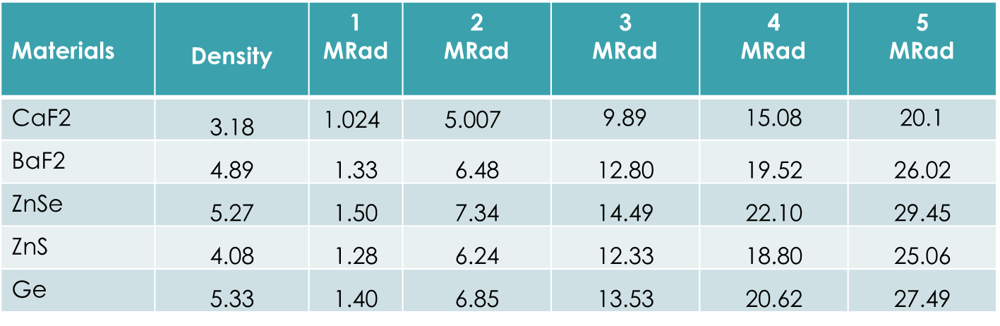 Materials Density 1 MRad 2 MRad 3 MRad 4 MRad 5 MRad
CaF2 3.18 1.024 5.007 9.89 15.08 20.1
BaF2 4.89 1.33 6.48 12.80 19.52 26.02
ZnSe 5.27 1.50 7.34 14.49 22.10 29.45
ZnS 4.08 1.28 6.24 12.33 18.80 25.06
Ge 5.33 1.40 6.85 13.53 20.62 27.49